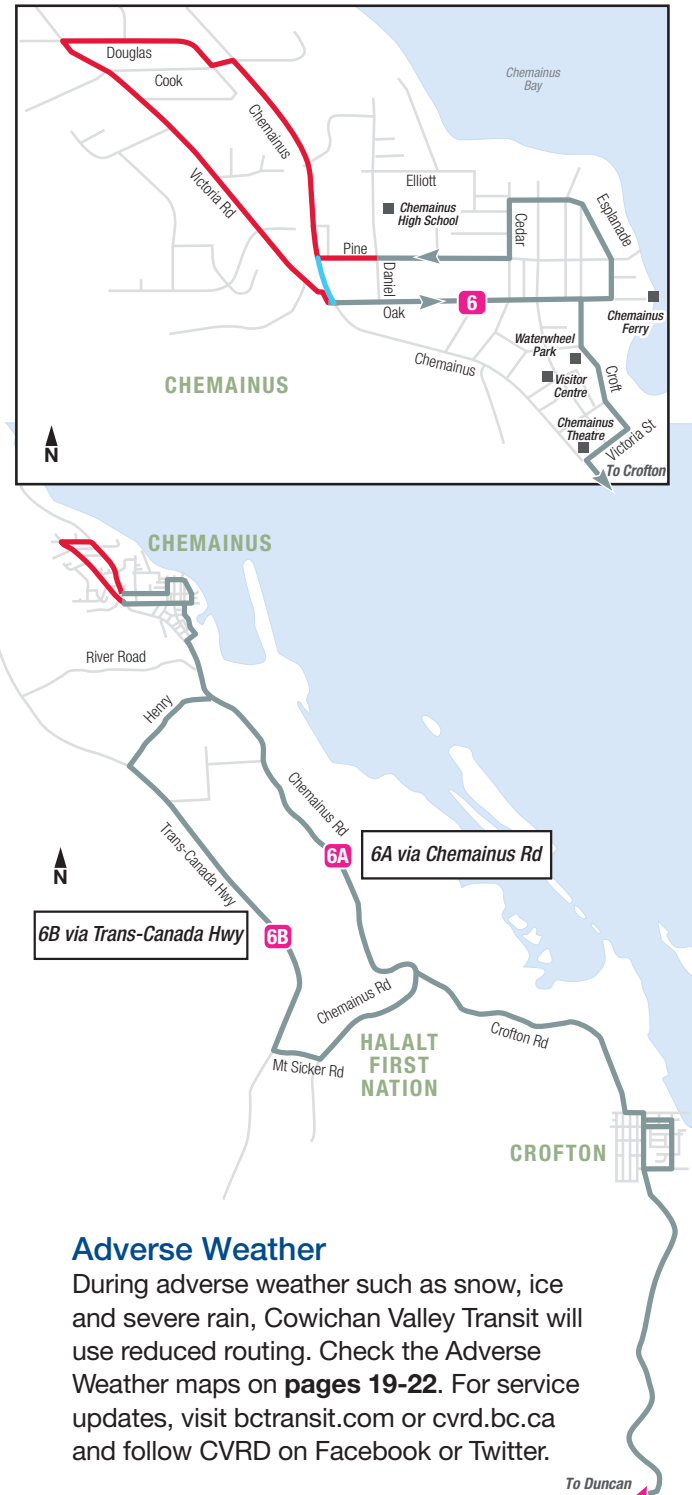 Douglas
Cook
Chemainus
Victoria Rd
Chemainus
Bay
Elliott
Chemainus
High School
Cedar
Esplanade
Pine
Daniel
Oak
6
Chemainus
Ferry
Chemainus
Waterwheel
Park
Visitor
Centre
Croft
CHEMAINUS
Chemainus
Theatre
Victoria St
To Crofton
N
CHEMAINUS
River Road
Henry
Chemainus Rd
Trans-Canada Hwy
6A
6A via Chemainus Rd
N
6B via Trans-Canada Hwy
6B
Chemainus Rd
Crofton Rd
HALALT
FIRST
NATION
Mt Sicker Rd
CROFTON
Adverse Weather
During adverse weather such as snow, ice
and severe rain, Cowichan Valley Transit will
use reduced routing. Check the Adverse
Weather maps on pages 19-22. For service
updates, visit bctransit.com or cvrd.bc.ca
and follow CVRD on Facebook or Twitter.
To Duncan